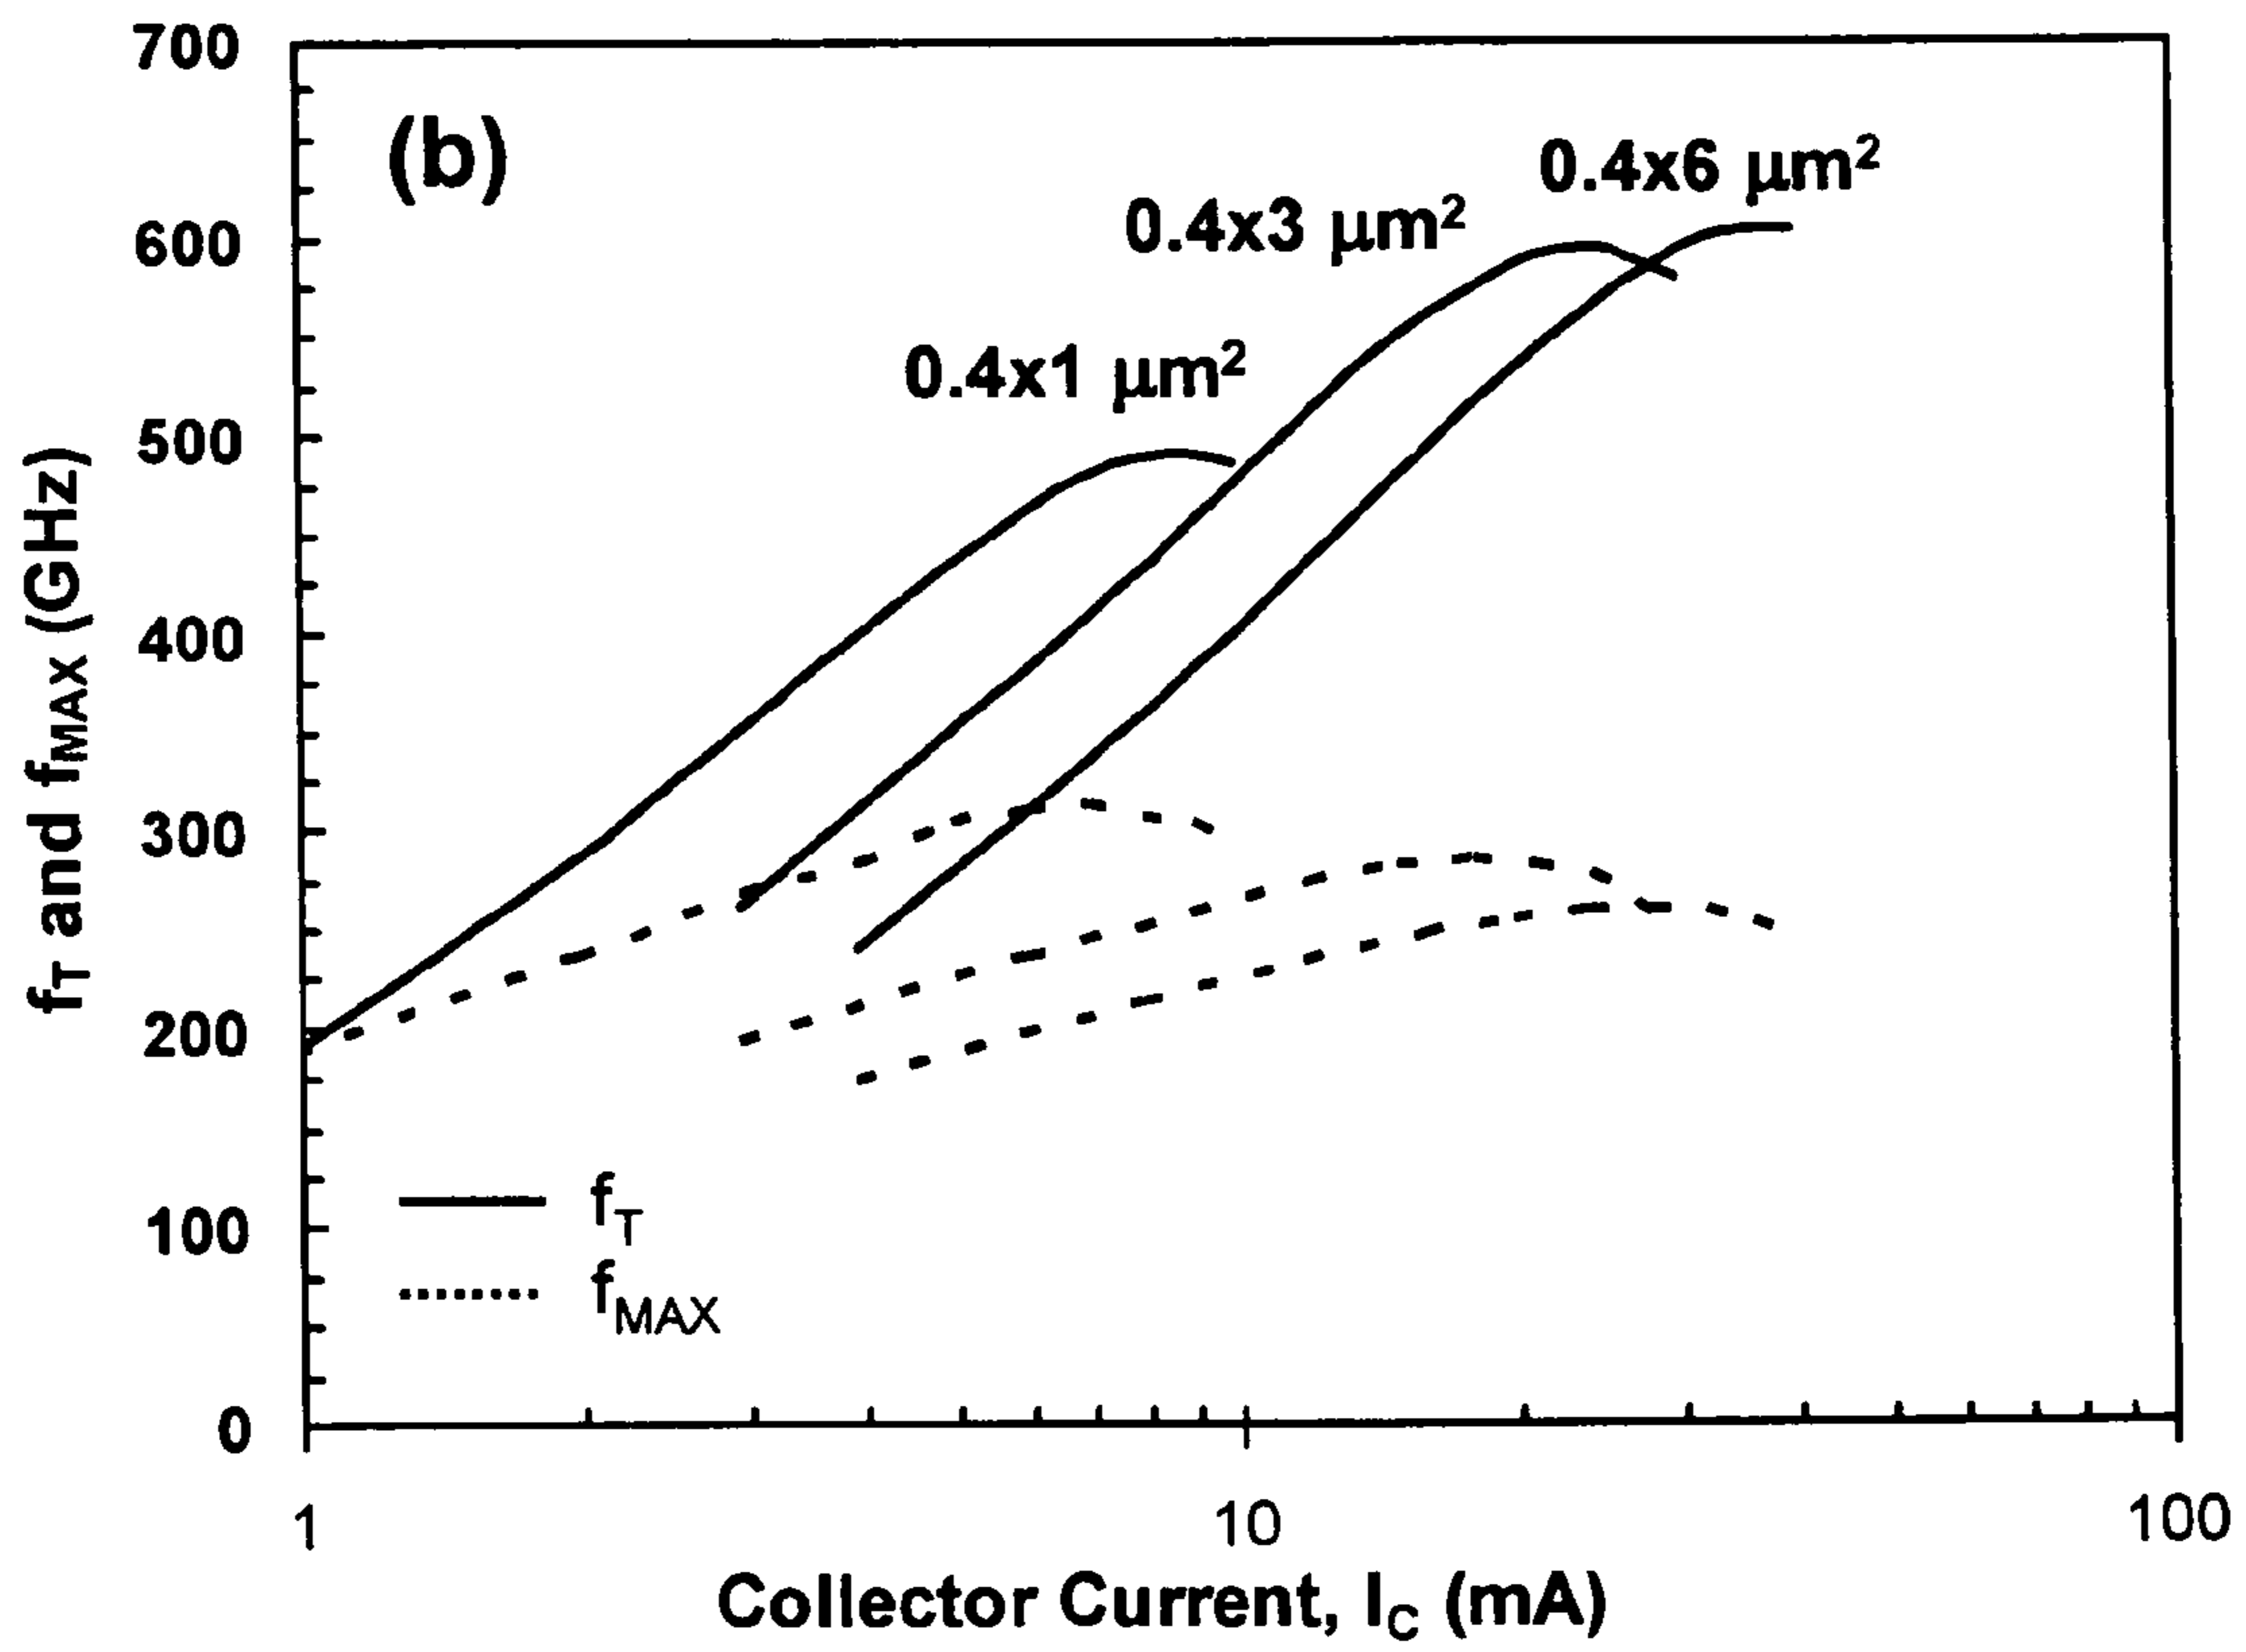 700
600
500
400
300
200
100
0
f_T and f_MAX (GHz)
(b)
0.4x1 μm²
0.4x3 μm²
0.4x6 μm²
f_T
f_MAX
1
10
100
Collector Current, I_C (mA)